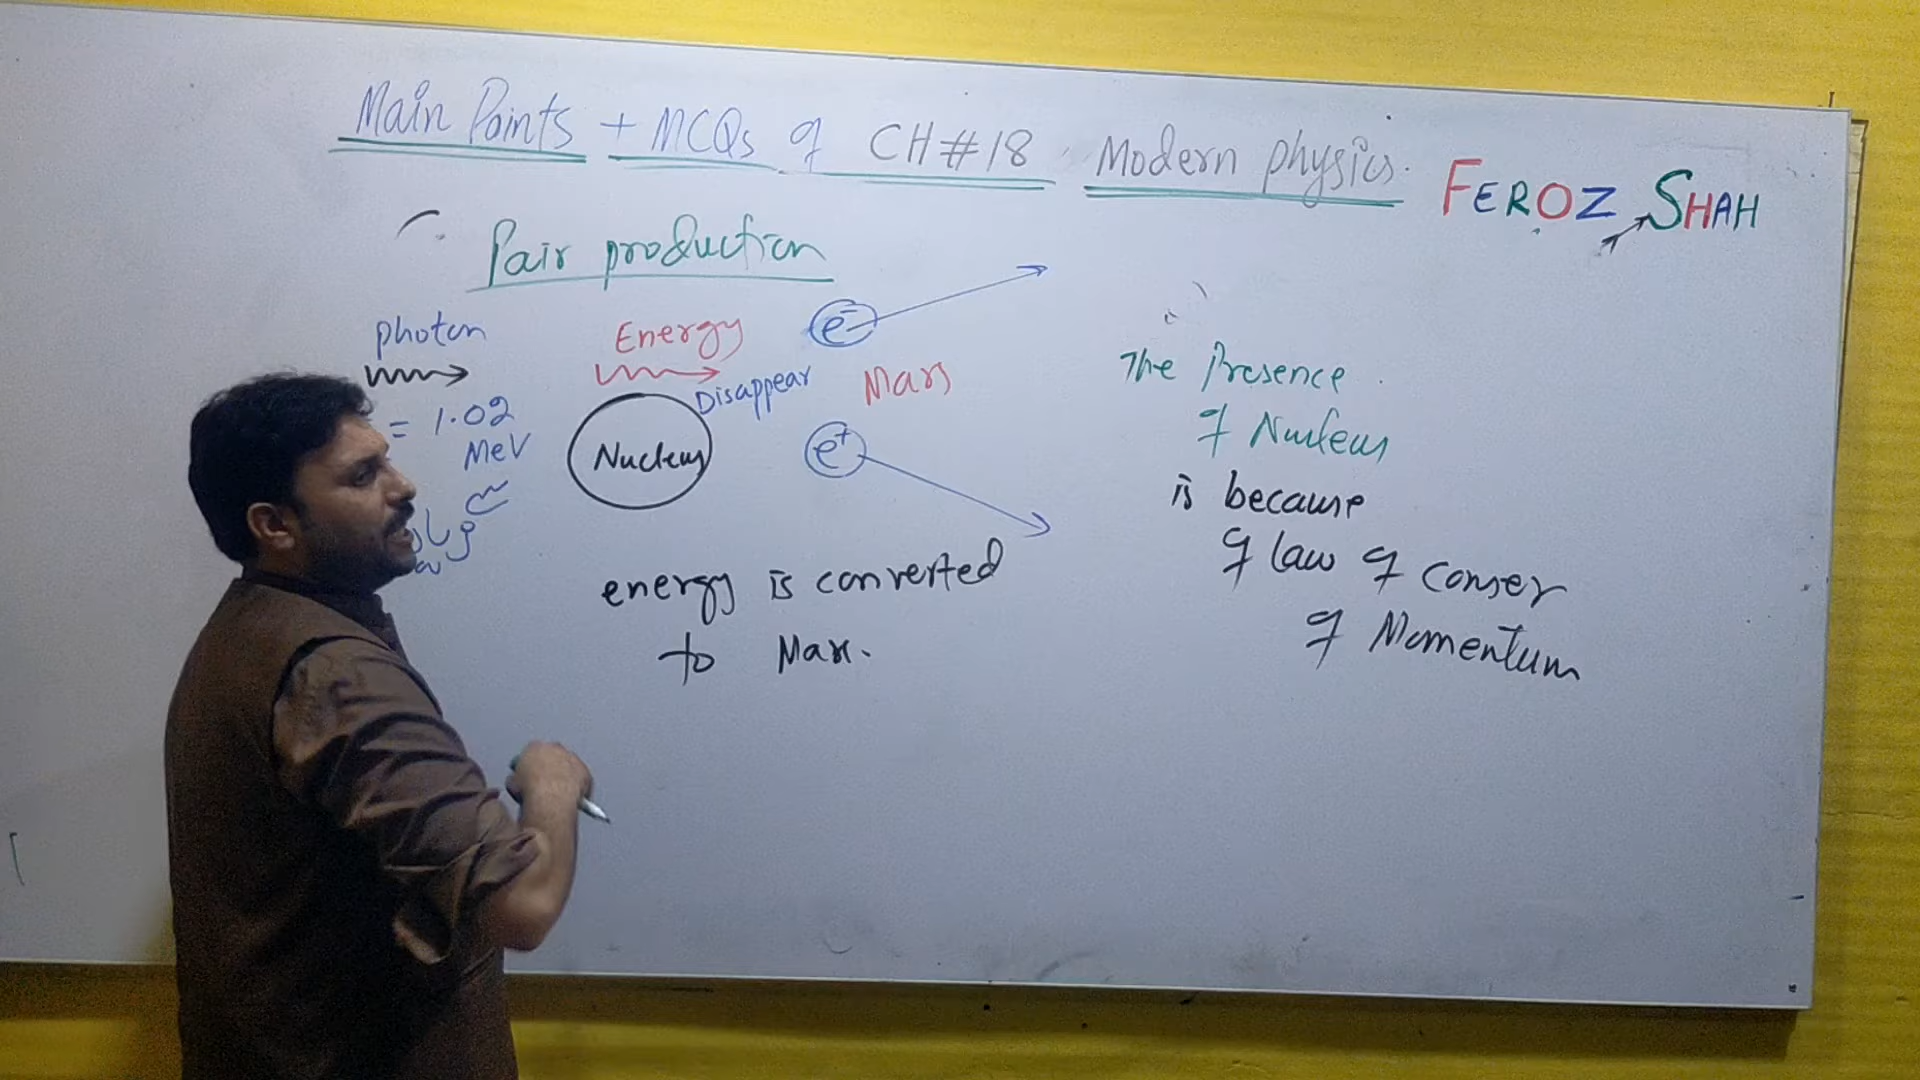 Main Points + MCQs of CH#18 Modern physics.
FEROZ SHAH
Pair production
photon
= 1.02
MeV
Energy
Disappear
Nucleus
e-
Mass
e+
energy is converted
to Mass.
The Presence
of Nucleus
is because
of law of Conser
of Momentum